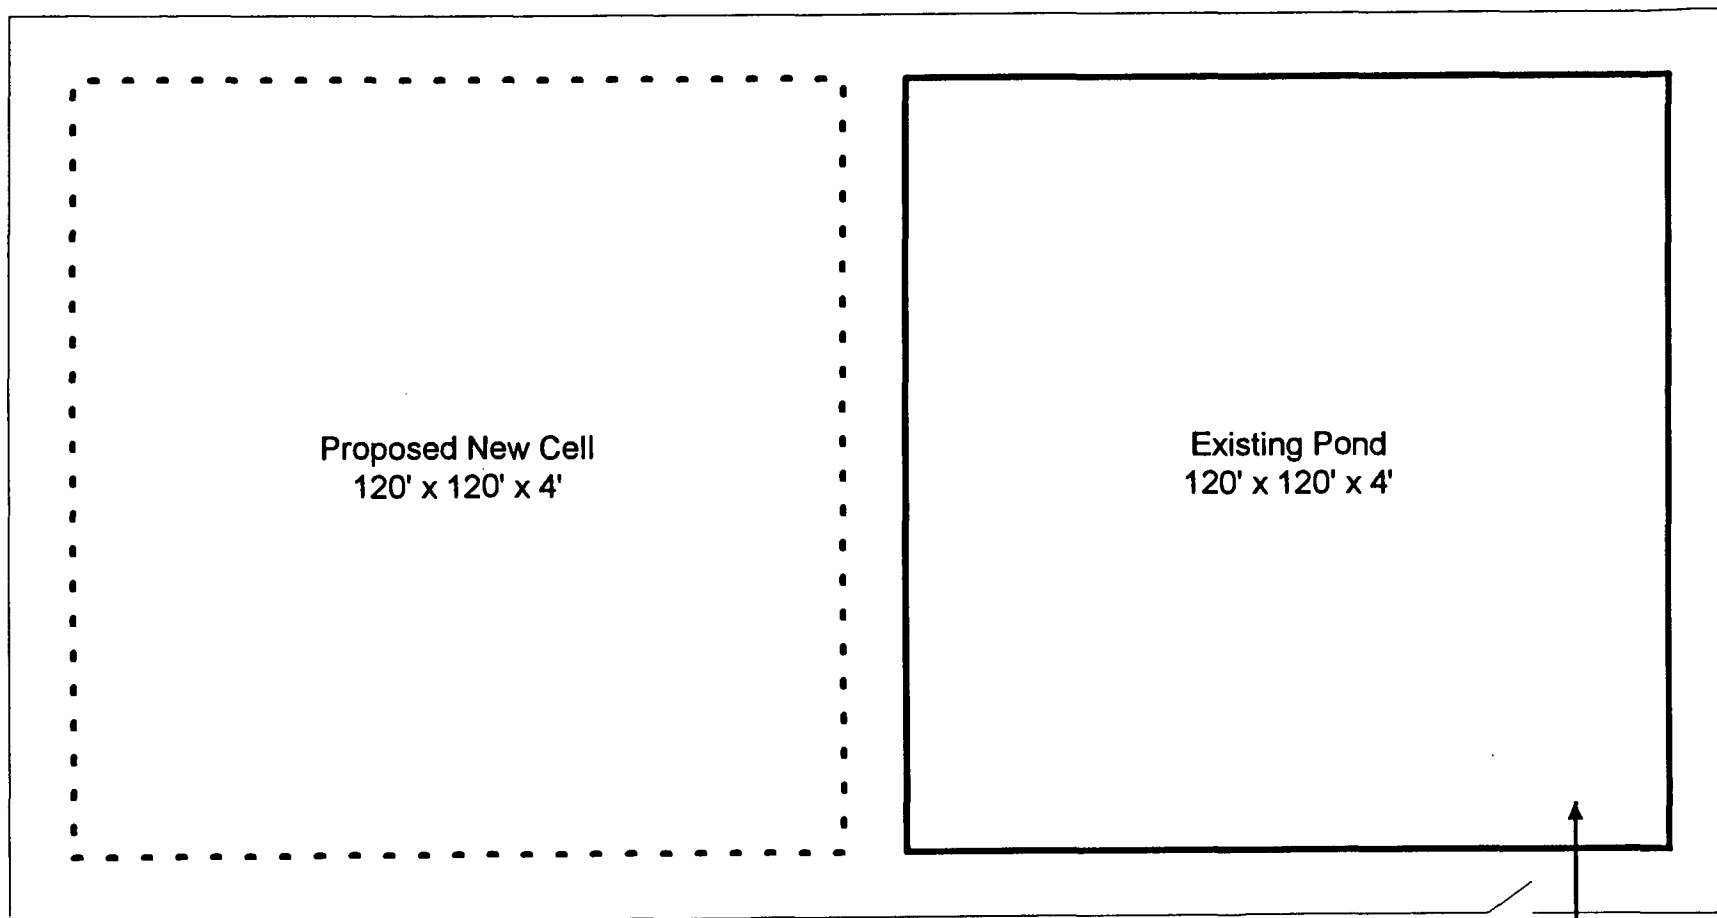 Proposed New Cell
120' x 120' x 4'
Existing Pond
120' x 120' x 4'